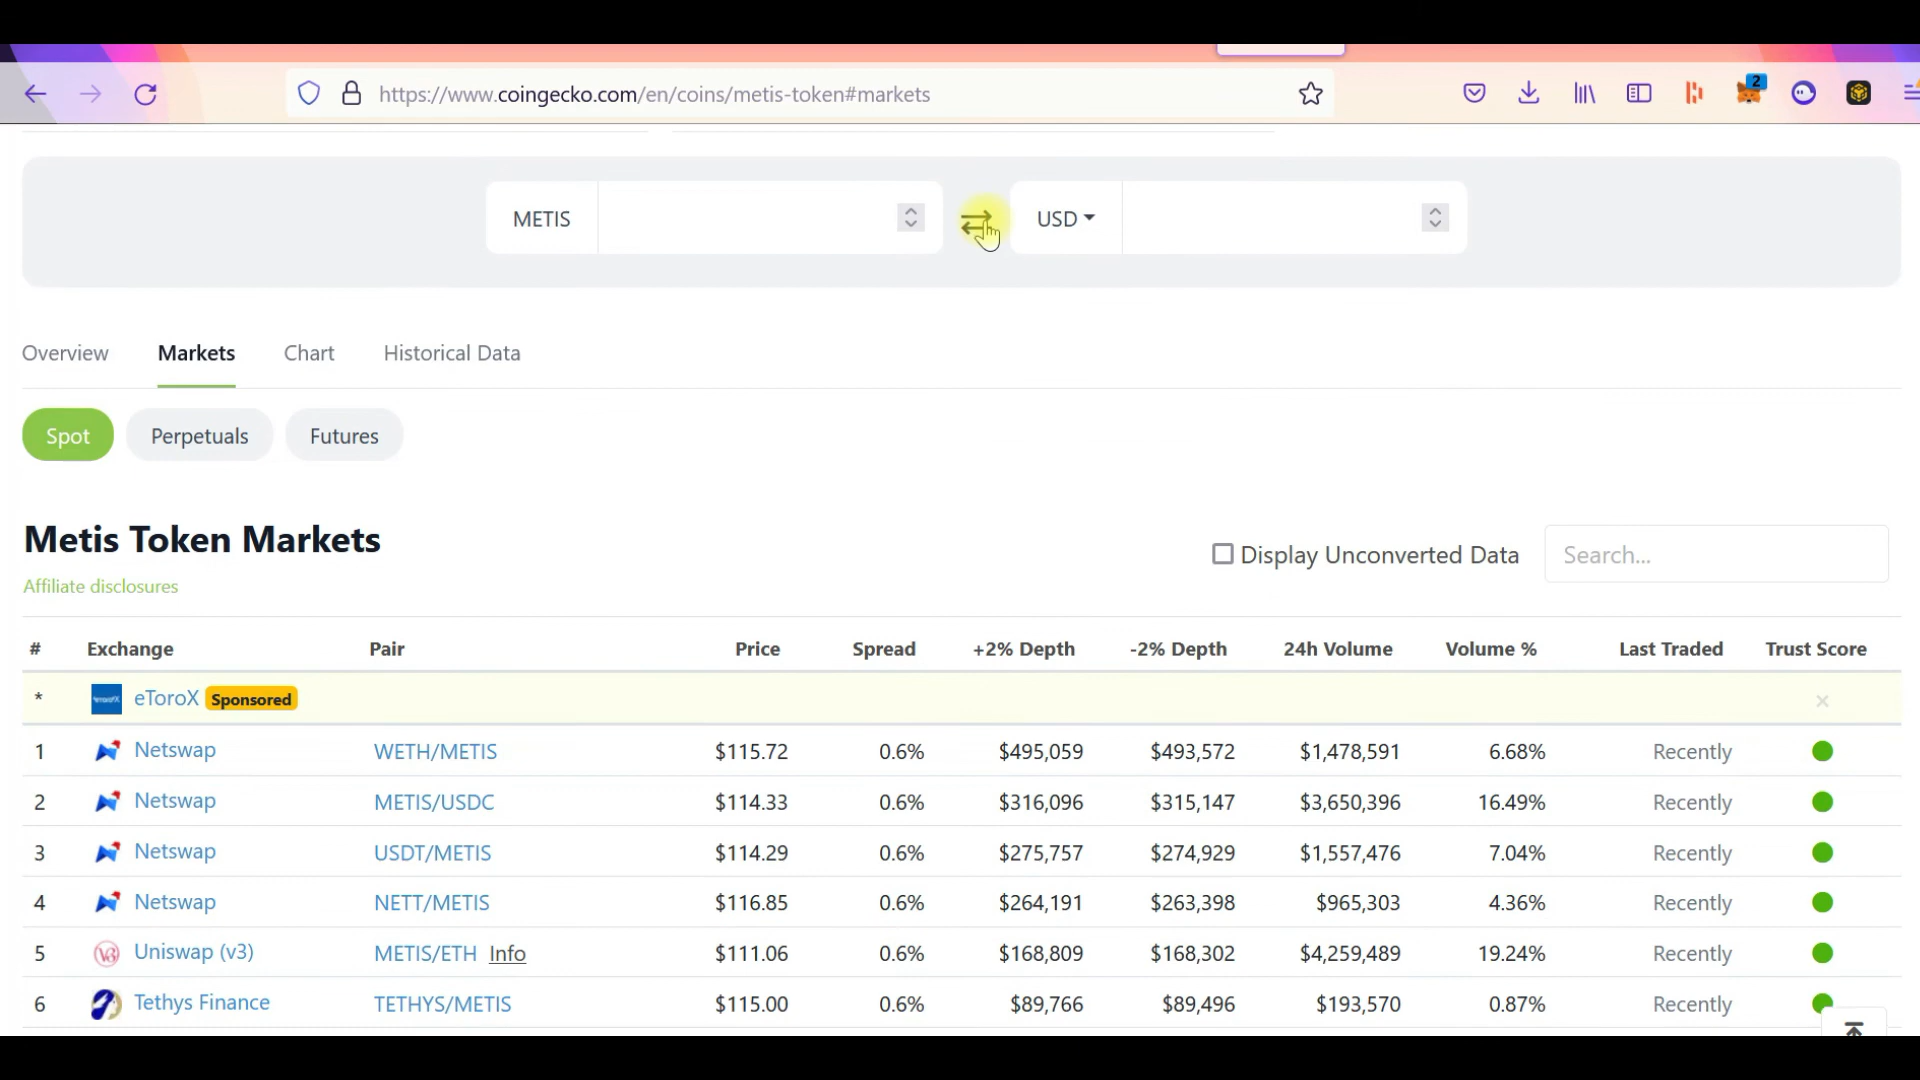 https://www.coingecko.com/en/coins/metis-token#markets
2
METIS
USD
Overview Markets Chart Historical Data
Spot Perpetuals Futures
Metis Token Markets
Display Unconverted Data Search...
Affiliate disclosures
# Exchange Pair Price Spread +2% Depth -2% Depth 24h Volume Volume % Last Traded Trust Score
* eToroX Sponsored
1 Netswap WETH/METIS $115.72 0.6% $495,059 $493,572 $1,478,591 6.68% Recently
2 Netswap METIS/USDC $114.33 0.6% $316,096 $315,147 $3,650,396 16.49% Recently
3 Netswap USDT/METIS $114.29 0.6% $275,757 $274,929 $1,557,476 7.04% Recently
4 Netswap NETT/METIS $116.85 0.6% $264,191 $263,398 $965,303 4.36% Recently
5 Uniswap (v3) METIS/ETH Info $111.06 0.6% $168,809 $168,302 $4,259,489 19.24% Recently
6 Tethys Finance TETHYS/METIS $115.00 0.6% $89,766 $89,496 $193,570 0.87% Recently